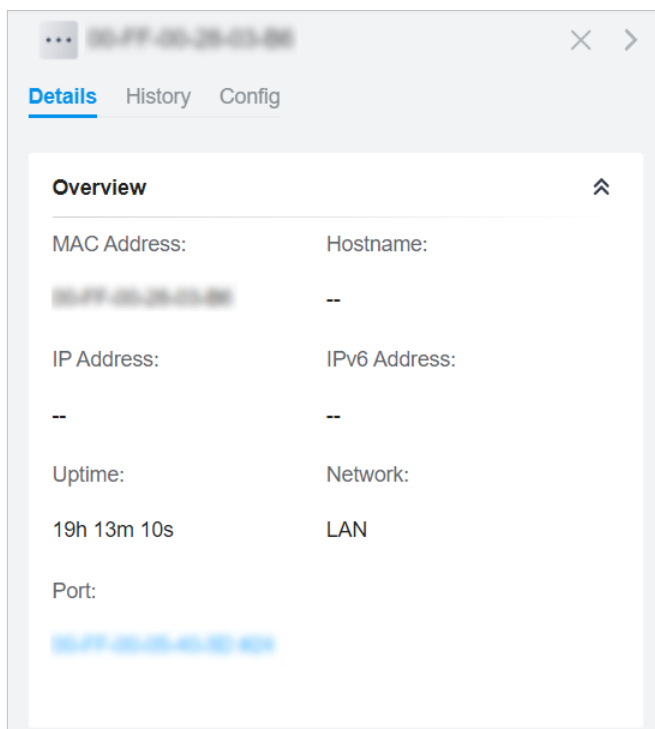 Details History Config
Overview
MAC Address: Hostname:
--
IP Address: IPv6 Address:
-- --
Uptime: Network:
19h 13m 10s LAN
Port: